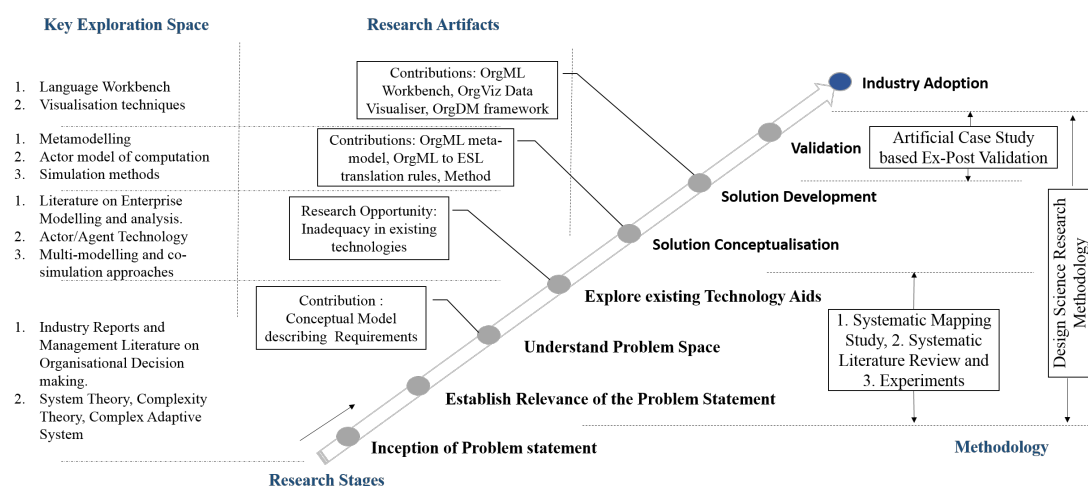 Key Exploration Space
Research Artifacts
1. Language Workbench
2. Visualisation techniques
1. Metamodelling
2. Actor model of computation
3. Simulation methods
1. Literature on Enterprise
Modelling and analysis.
2. Actor/Agent Technology
3. Multi-modelling and co-
simulation approaches
1. Industry Reports and
Management Literature on
Organisational Decision
making.
2. System Theory, Complexity
Theory, Complex Adaptive
System
Contributions: OrgML
Workbench, OrgViz Data
Visualiser, OrgDM framework
Contributions: OrgML meta-
model, OrgML to ESL
translation rules, Method
Research Opportunity:
Inadequacy in existing
technologies
Contribution :
Conceptual Model
describing Requirements
Industry Adoption
Validation
Solution Development
Solution Conceptualisation
Explore existing Technology Aids
Understand Problem Space
Establish Relevance of the Problem Statement
Inception of Problem statement
Research Stages
Artificial Case Study
based Ex-Post Validation
1. Systematic Mapping
Study, 2. Systematic
Literature Review and
3. Experiments
Design Science Research
Methodology
Methodology